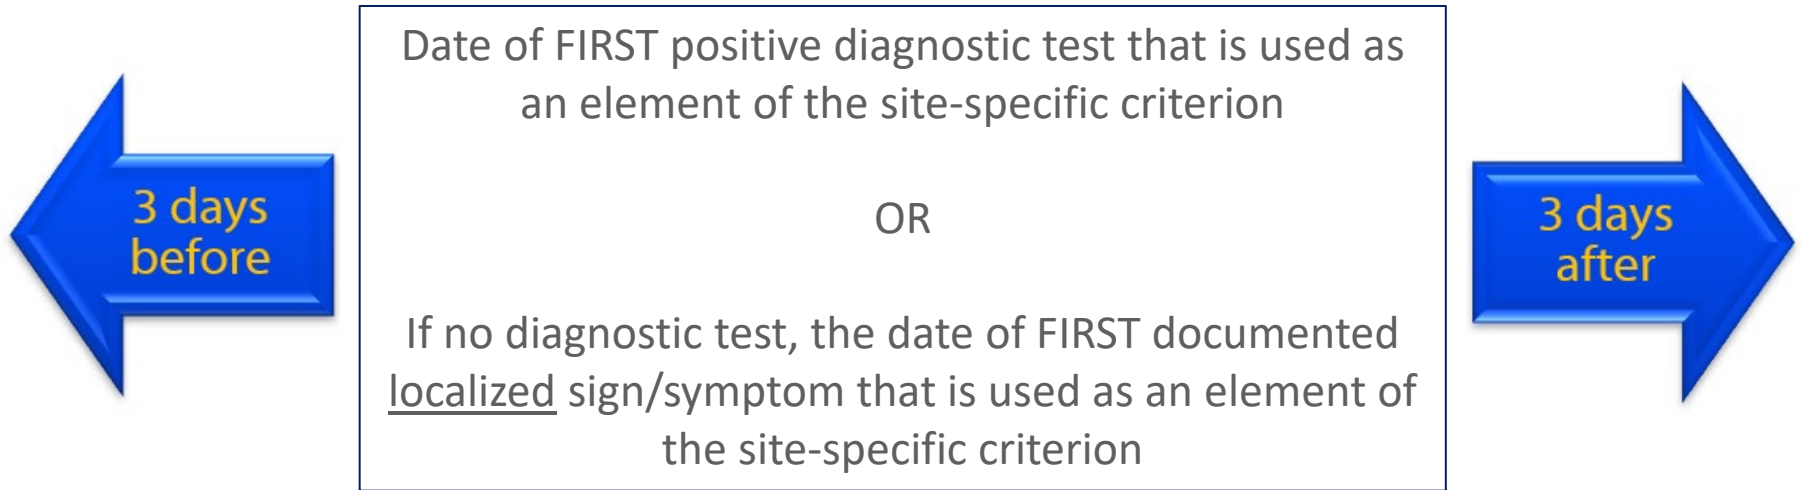 3 days
before
Date of FIRST positive diagnostic test that is used as
an element of the site-specific criterion
OR
If no diagnostic test, the date of FIRST documented
localized sign/symptom that is used as an element of
the site-specific criterion
3 days
after